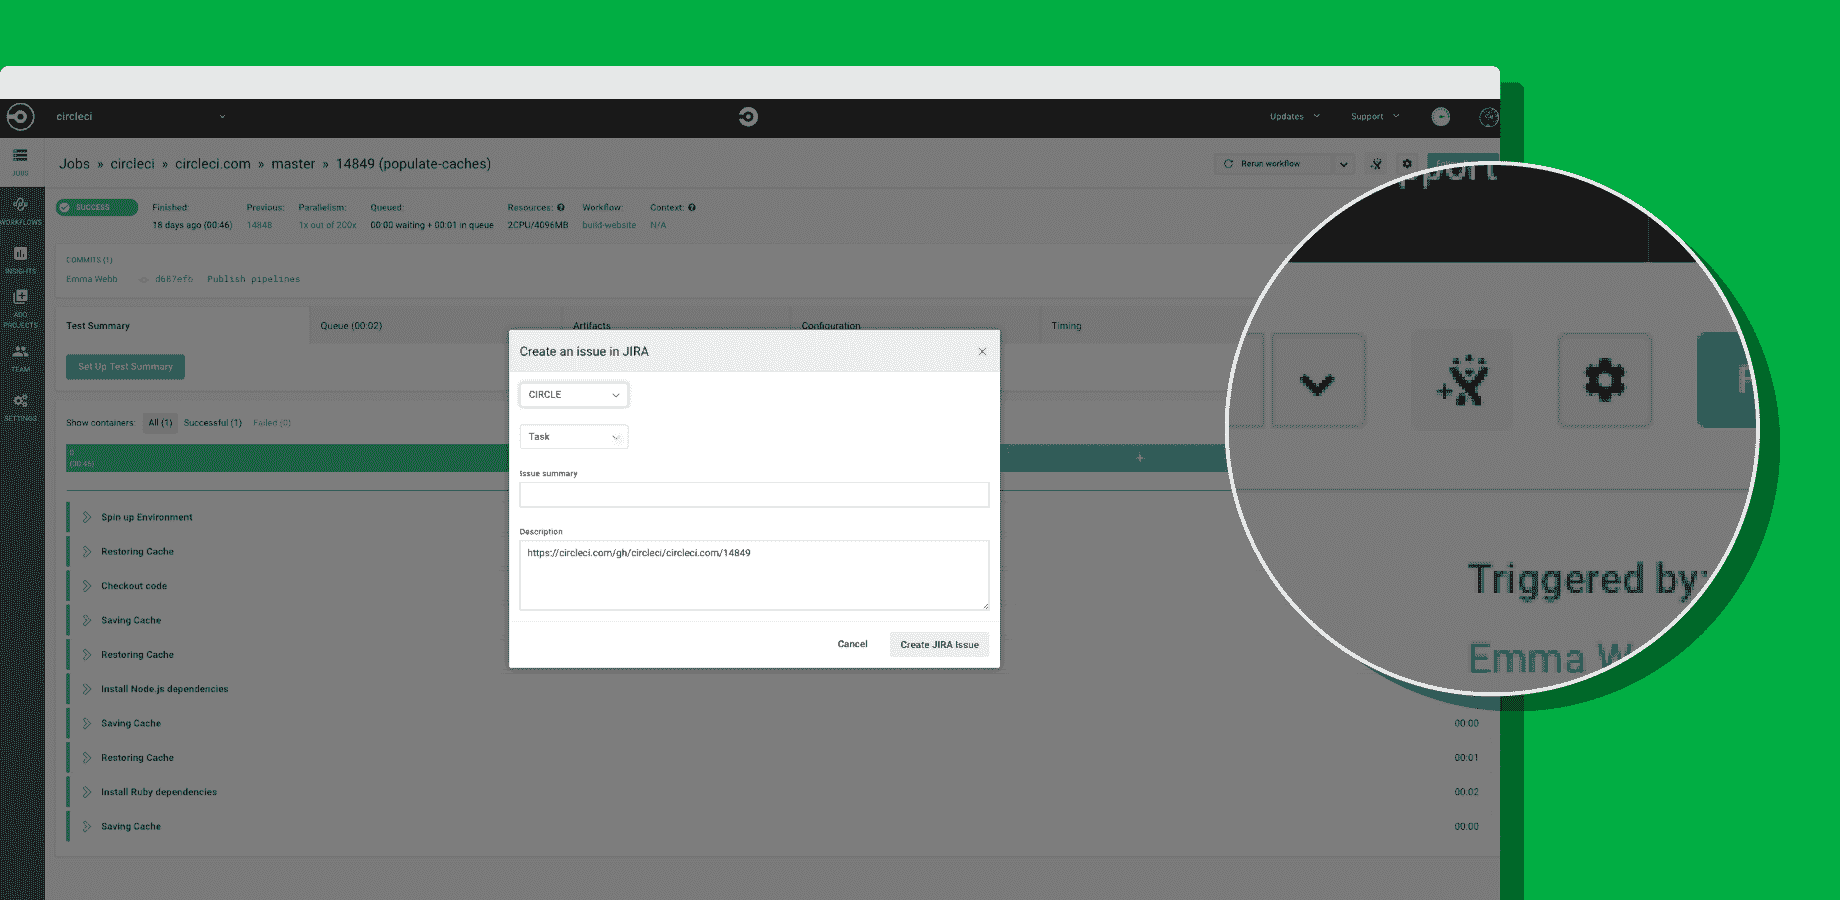 circleci
Updates
Support
JOBS
WORKFLOWS
INSIGHTS
ADD
PROJECTS
TEAM
SETTINGS
Jobs » circleci » circleci.com » master » 14849 (populate-caches)
Rerun workflow
SUCCESS
Finished:
18 days ago (00:46)
Previous:
14848
Parallelism:
1x out of 200x
Queued:
00:00 waiting + 00:01 in queue
Resources:
2CPU/4096MB
Workflow:
build-website
Context:
N/A
COMMITS (1)
Emma Webb
Publish pipelines
Test Summary
Queue (00:02)
Artifacts
Configuration
Timing
Set Up Test Summary
Show containers:
All (1)
Successful (1)
Failed (0)
0
(00:46)
+
Spin up Environment
Restoring Cache
Checkout code
Saving Cache
Restoring Cache
Install Node.js dependencies
Saving Cache
00:00
Restoring Cache
00:01
Install Ruby dependencies
00:02
Saving Cache
00:00
Create an issue in JIRA
CIRCLE
Task
Issue summary
Description
https://circleci.com/gh/circleci/circleci.com/14849
Cancel
Create JIRA issue
pport
Triggered by:
Emma W